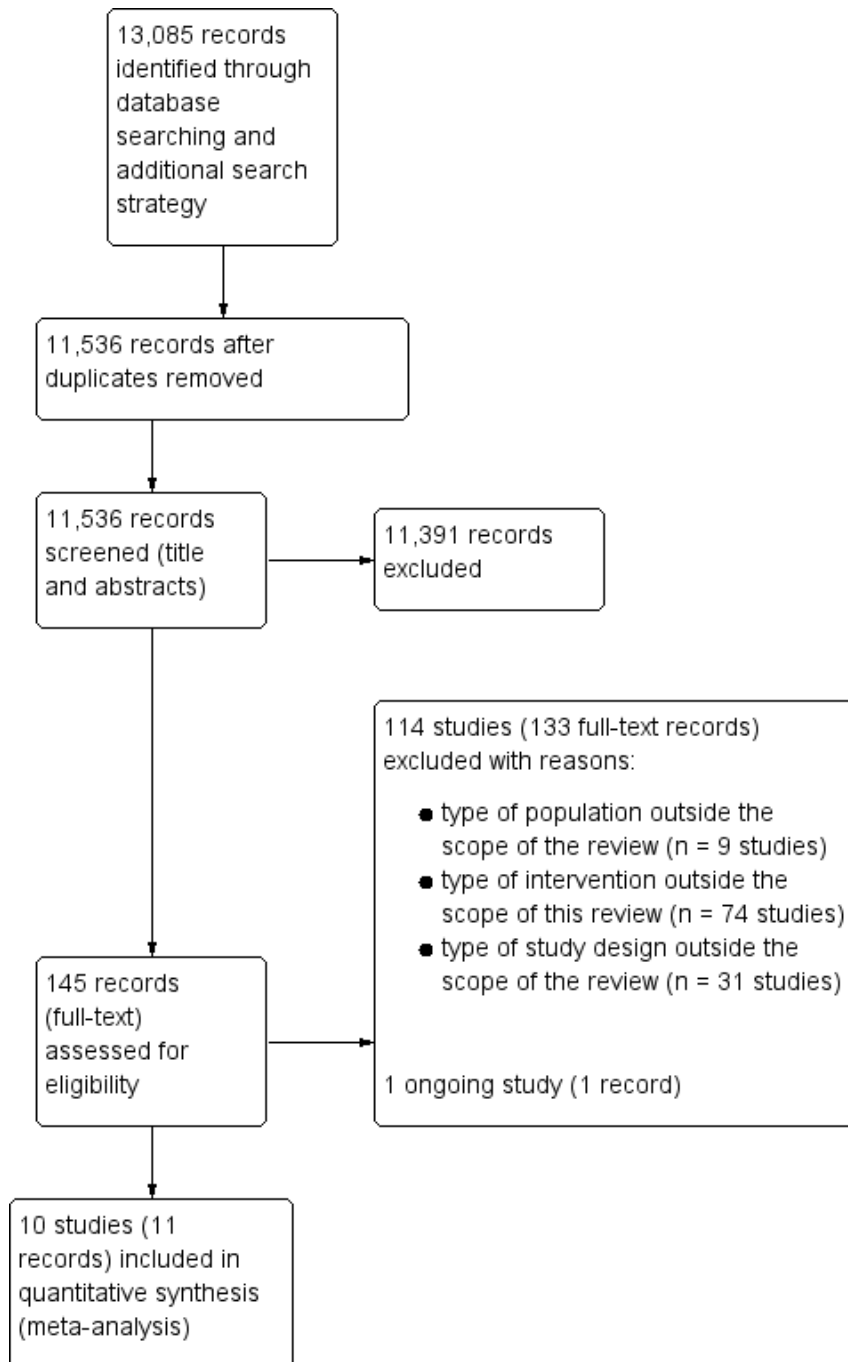 13,085 records
identified through
database
searching and
additional search
strategy
11,536 records after
duplicates removed
11,536 records
screened (title
and abstracts)
11,391 records
excluded
114 studies (133 full-text records)
excluded with reasons:
● type of population outside the
scope of the review (n = 9 studies)
● type of intervention outside the
scope of this review (n = 74 studies)
● type of study design outside the
scope of the review (n = 31 studies)
1 ongoing study (1 record)
145 records
(full-text)
assessed for
eligibility
10 studies (11
records) included in
quantitative synthesis
(meta-analysis)